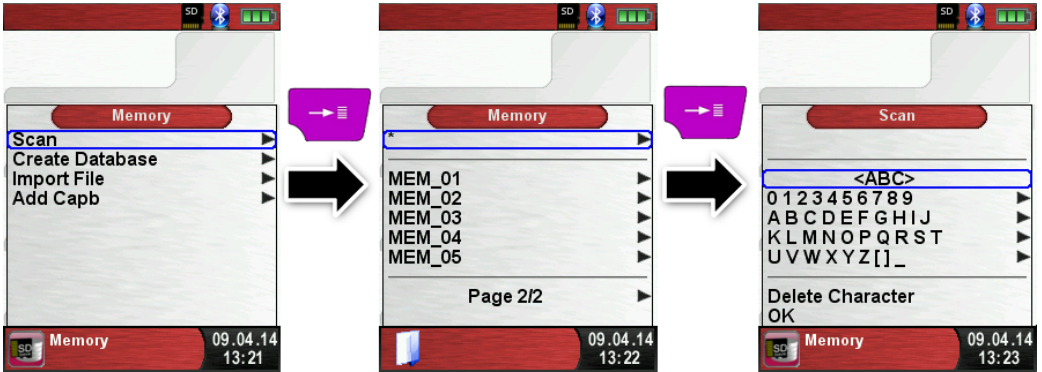 SD
Memory
Scan
Create Database
Import File
Add Capb
SD
Memory
09.04.14
13:21
SD
Memory
*
MEM_01
MEM_02
MEM_03
MEM_04
MEM_05
Page 2/2
09.04.14
13:22
SD
Scan
<ABC>
0 1 2 3 4 5 6 7 8 9
A B C D E F G H I J
K L M N O P Q R S T
U V W X Y Z [ ] _
Delete Character
OK
SD
Memory
09.04.14
13:23